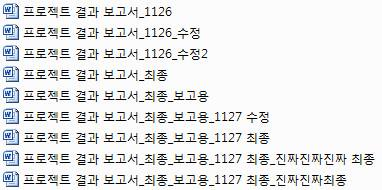 프로젝트 결과 보고서_1126
프로젝트 결과 보고서_1126_수정
프로젝트 결과 보고서_1126_수정2
프로젝트 결과 보고서_최종
프로젝트 결과 보고서_최종_보고용
프로젝트 결과 보고서_최종_보고용_1127 수정
프로젝트 결과 보고서_최종_보고용_1127 최종
프로젝트 결과 보고서_최종_보고용_1127 최종_진짜진짜진짜 최종
프로젝트 결과 보고서_최종_보고용_1127 최종_진짜진짜최종